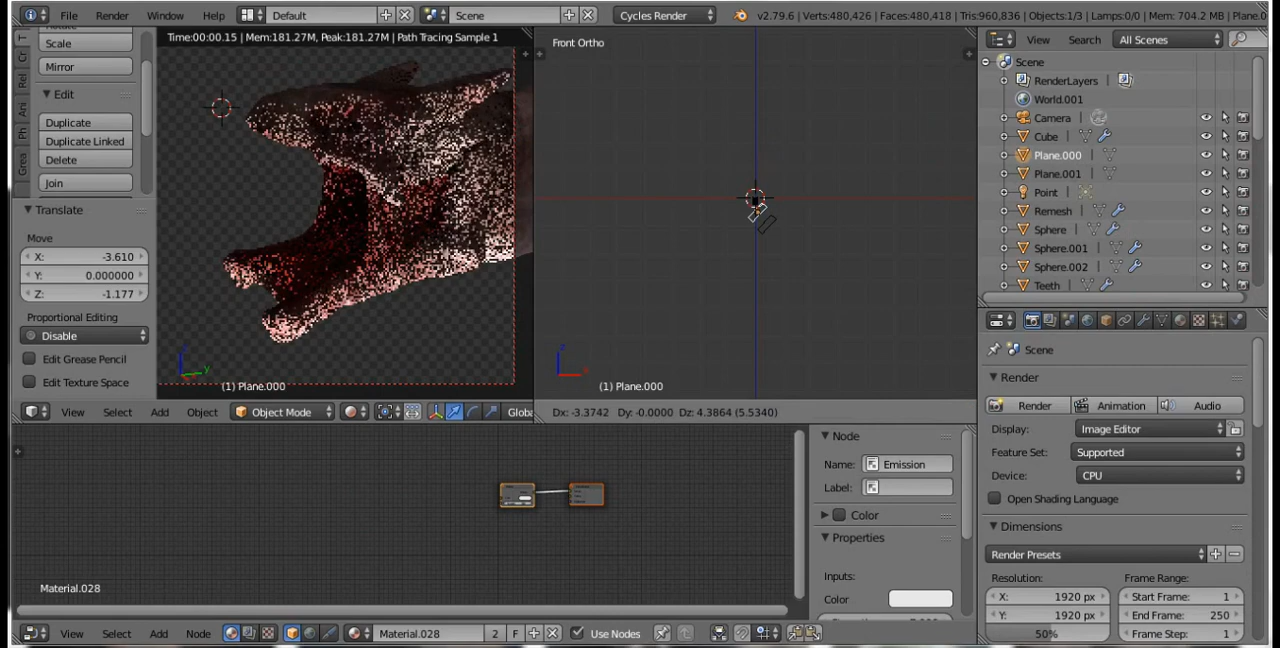 File Render Window Help Default Scene Cycles Render v2.79.6 | Verts:480,426 | Faces:480,418 | Tris:960,836 | Objects:1/3 | Lamps:0/0 | Mem: 704.2 MB | Plane.0
Scale
Mirror
Edit
Duplicate
Duplicate Linked
Delete
Join
Translate
Move
X: -3.610
Y: 0.000000
Z: -1.177
Proportional Editing
Disable
Edit Grease Pencil
Edit Texture Space
T
Cr
Rel
Ani
Ph
Grea
Time:00:00.15 | Mem:181.27M, Peak:181.27M | Path Tracing Sample 1
z
y
(1) Plane.000
View Select Add Object Object Mode Globa
Front Ortho
z
x
(1) Plane.000
Dx: -3.3742 Dy: -0.0000 Dz: 4.3864 (5.5340)
Material.028
View Select Add Node Material.028 2 F Use Nodes
Node
Name: Emission
Label:
Color
Properties
Inputs:
Color
View Search All Scenes
Scene
RenderLayers |
World.001
Camera |
Cube |
Plane.000 |
Plane.001 |
Point |
Remesh |
Sphere |
Sphere.001 |
Sphere.002 |
Teeth |
Scene
Render
Render Animation Audio
Display: Image Editor
Feature Set: Supported
Device: CPU
Open Shading Language
Dimensions
Render Presets
Resolution: Frame Range:
X: 1920 px Start Frame: 1
Y: 1920 px End Frame: 250
50% Frame Step: 1